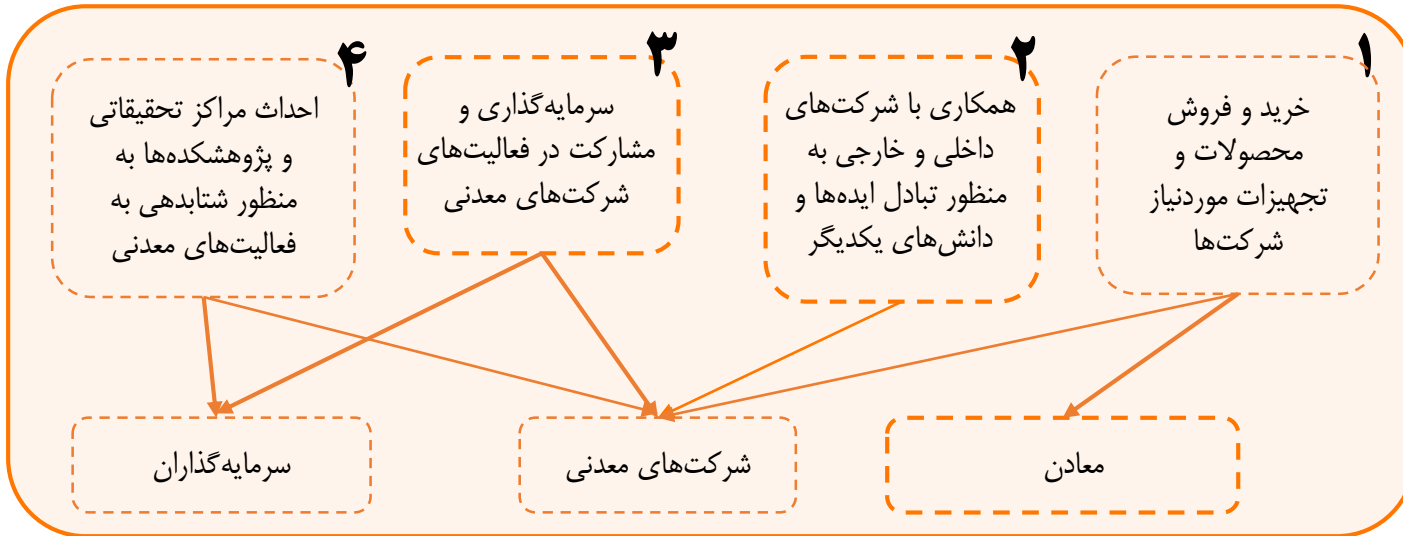 ۱
خرید و فروش
محصولات و
تجهیزات موردنیاز
شرکت‌ها
۲
همکاری با شرکت‌های
داخلی و خارجی به
منظور تبادل ایده‌ها و
دانش‌های یکدیگر
۳
سرمایه‌گذاری و
مشارکت در فعالیت‌های
شرکت‌های معدنی
۴
احداث مراکز تحقیقاتی
و پژوهشکده‌ها به
منظور شتابدهی به
فعالیت‌های معدنی
معادن
شرکت‌های معدنی
سرمایه‌گذاران